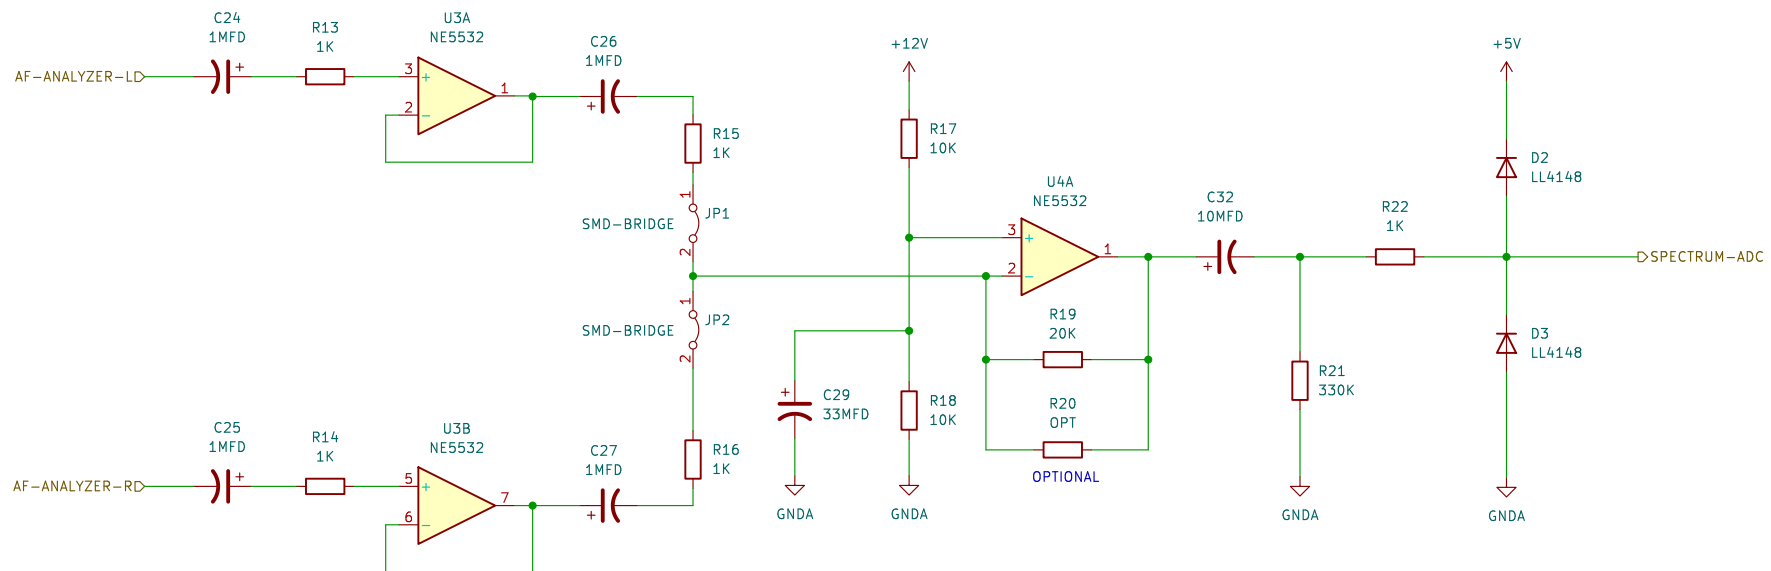 C24
1MFD
R13
1K
U3A
NE5532
C26
1MFD
+12V
+5V
AF-ANALYZER-L
+
3
+
1
2
-
+
R15
1K
R17
10K
D2
LL4148
1
JP1
SMD-BRIDGE
2
U4A
NE5532
C32
10MFD
R22
1K
3
+
1
2
-
+
SPECTRUM-ADC
1
JP2
SMD-BRIDGE
2
R19
20K
D3
LL4148
R21
330K
+
C29
33MFD
R18
10K
R20
OPT
OPTIONAL
C25
1MFD
R14
1K
U3B
NE5532
C27
1MFD
R16
1K
AF-ANALYZER-R
+
5
+
7
6
-
+
GNDA
GNDA
GNDA
GNDA